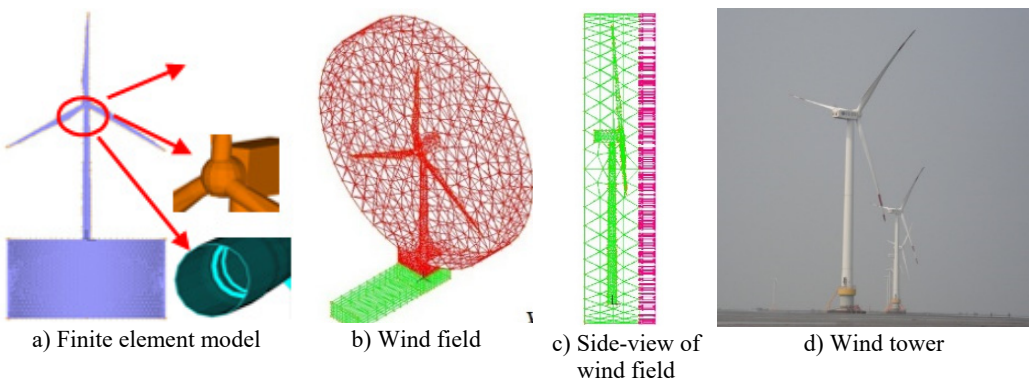 a) Finite element model
b) Wind field
c) Side-view of
wind field
d) Wind tower